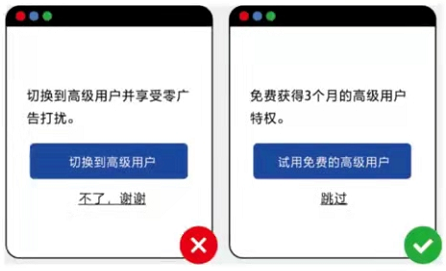 切换到高级用户并享受零广
告打扰。
切换到高级用户
不了，谢谢
免费获得3个月的高级用户
特权。
试用免费的高级用户
跳过